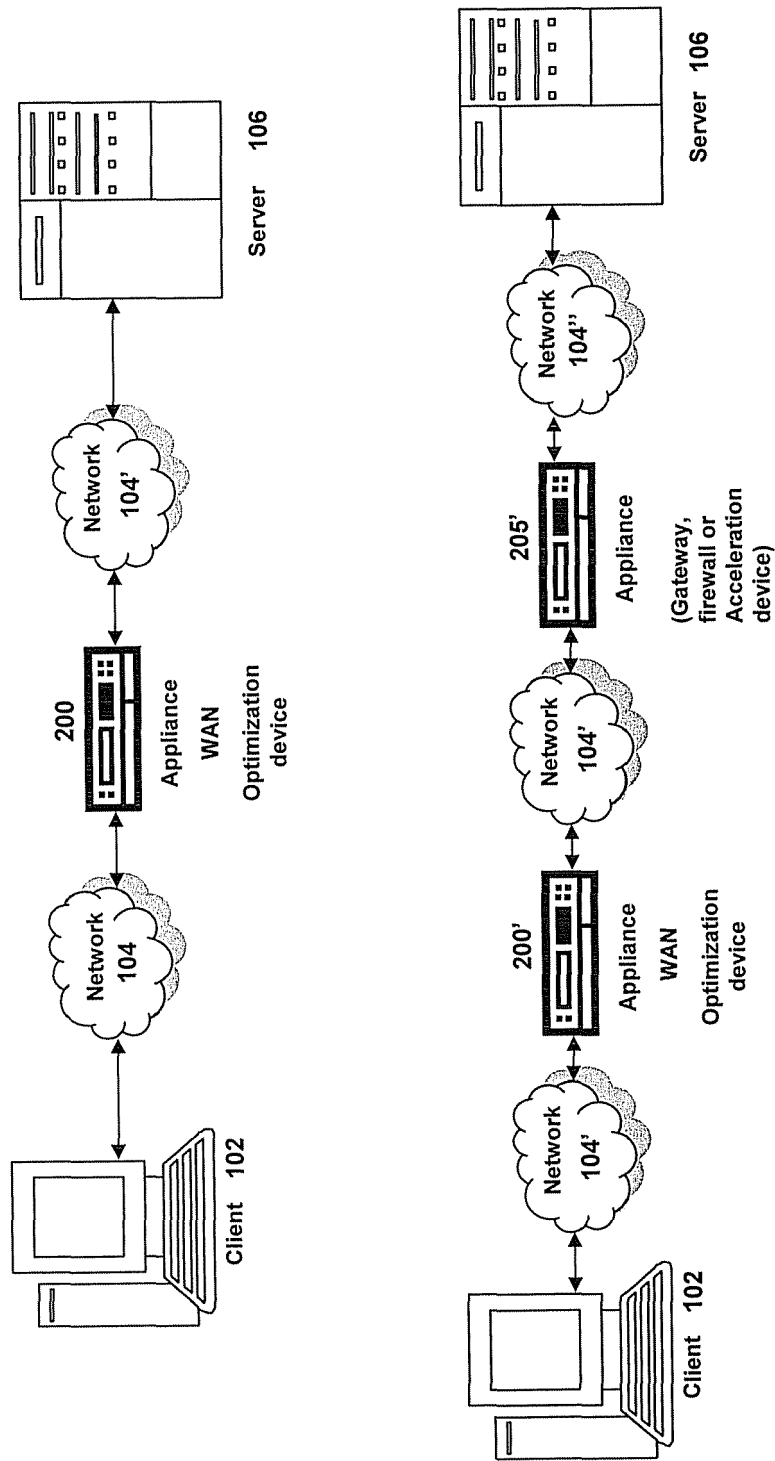 Client 102
Network
104
200
Appliance
WAN
Optimization
device
Network
104'
Server 106
Client 102
Network
104'
200'
Appliance
WAN
Optimization
device
Network
104'
205'
Appliance
(Gateway,
firewall or
Acceleration
device)
Network
104''
Server 106